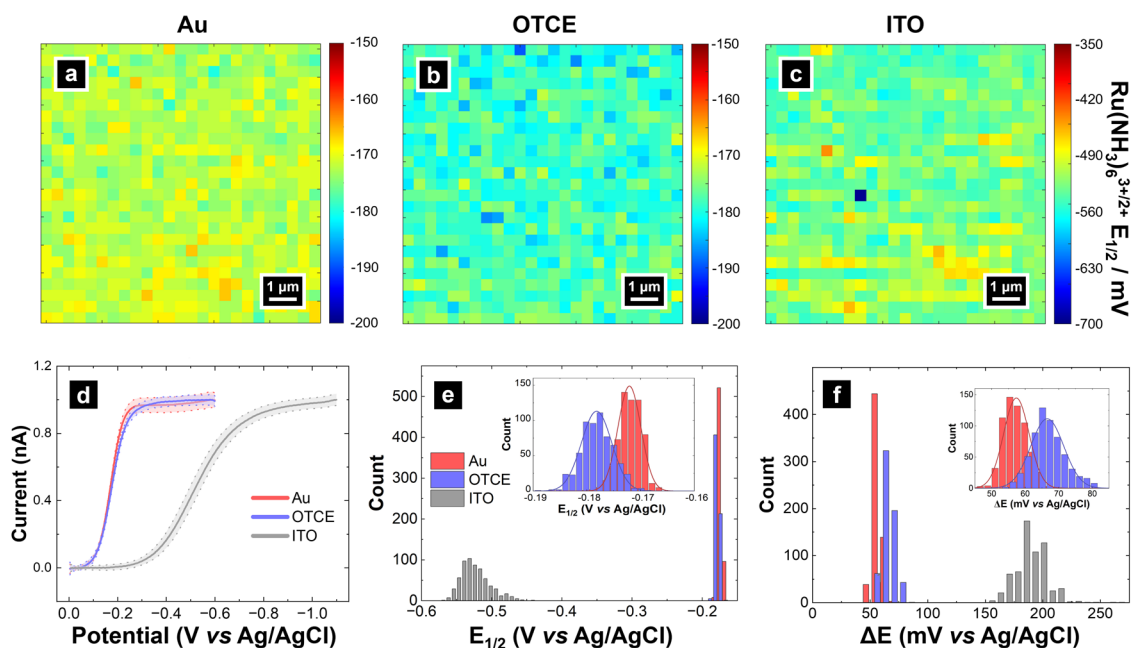 Au
OTCE
ITO
a
-150
-160
-170
-180
-190
-200
1 µm
b
-150
-160
-170
-180
-190
-200
1 µm
c
-350
-420
-490
-560
-630
-700
1 µm
Ru(NH₃)₆³⁺/²⁺ E₁/₂ / mV
d
1.2
0.8
0.4
0.0
Current (nA)
Au
OTCE
ITO
0.0
−0.2
−0.4
−0.6
−0.8
−1.0
Potential (V vs Ag/AgCl)
e
500
400
300
200
100
0
Count
Au
OTCE
ITO
150
100
50
0
Count
-0.19
-0.18
-0.17
-0.16
E₁/₂ (V vs Ag/AgCl)
−0.6
−0.5
−0.4
−0.3
−0.2
E₁/₂ (V vs Ag/AgCl)
f
400
300
200
100
0
Count
150
100
50
0
Count
50
60
70
80
ΔE (mV vs Ag/AgCl)
0
50
100
150
200
250
ΔE (mV vs Ag/AgCl)